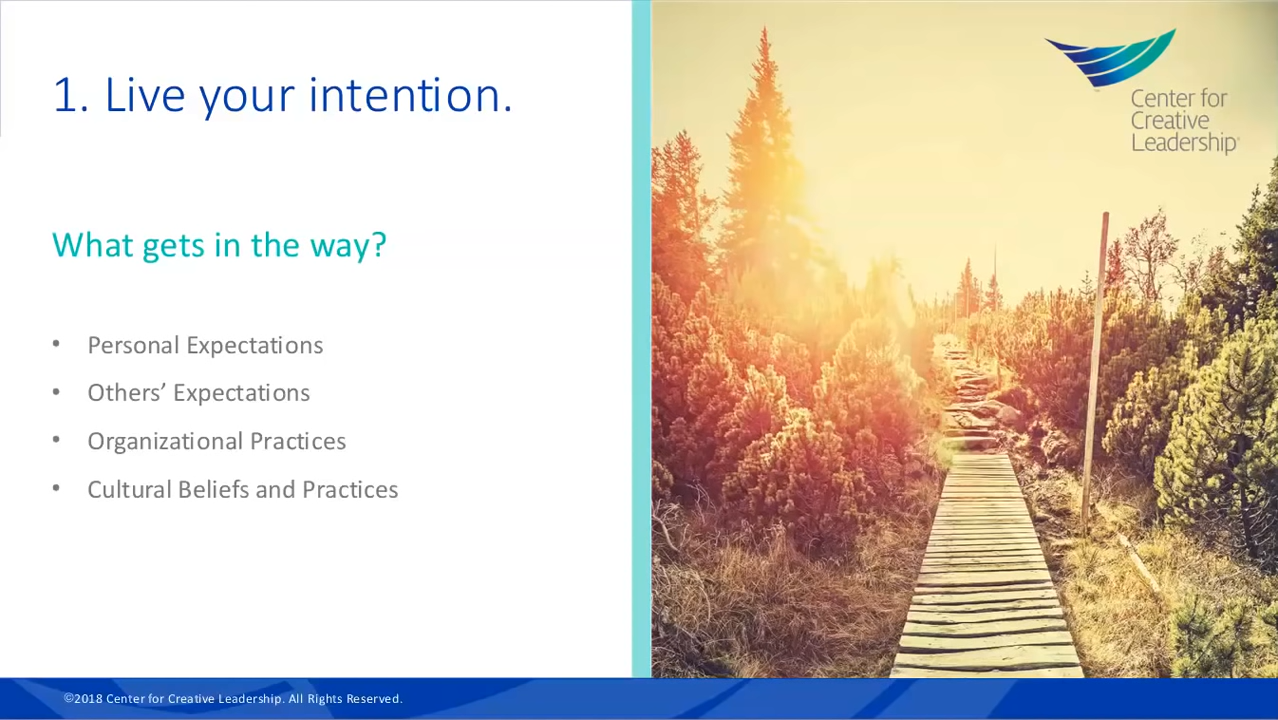 1. Live your intention.
What gets in the way?
• Personal Expectations
• Others’ Expectations
• Organizational Practices
• Cultural Beliefs and Practices
Center for
Creative
Leadership®
©2018 Center for Creative Leadership. All Rights Reserved.